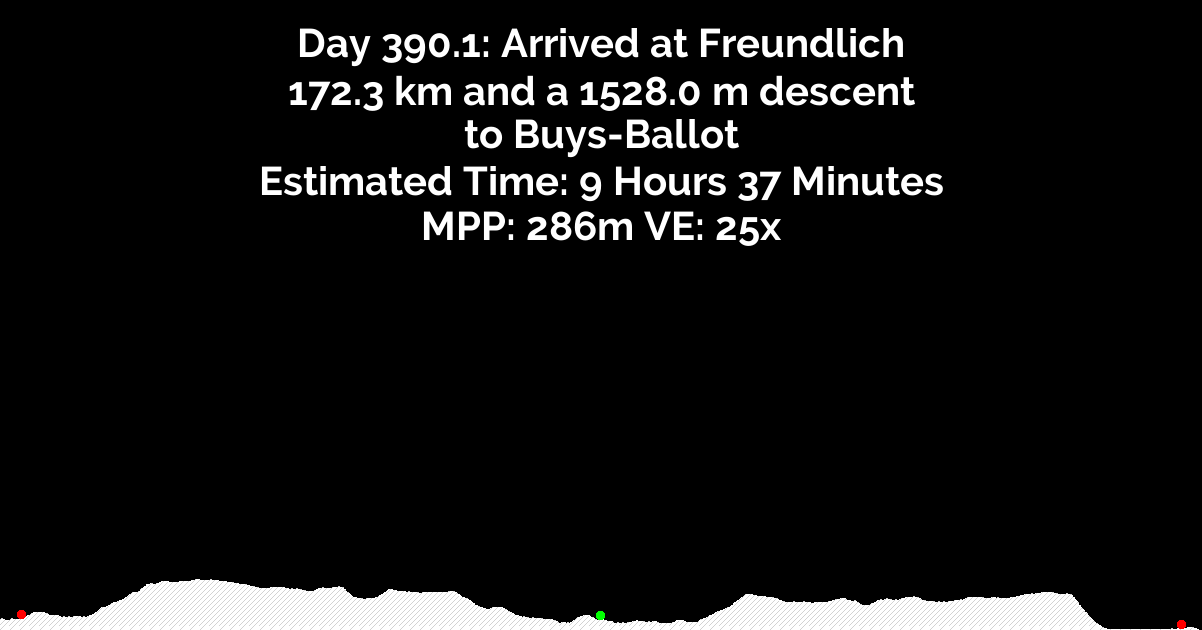 Day 390.1: Arrived at Freundlich
172.3 km and a 1528.0 m descent
to Buys-Ballot
Estimated Time: 9 Hours 37 Minutes
MPP: 286m VE: 25x